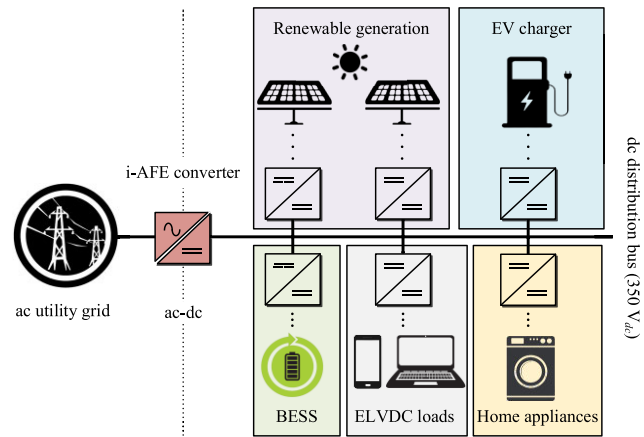 Renewable generation
EV charger
i-AFE converter
ac utility grid
ac-dc
dc distribution bus (350 Vdc)
BESS
ELVDC loads
Home appliances